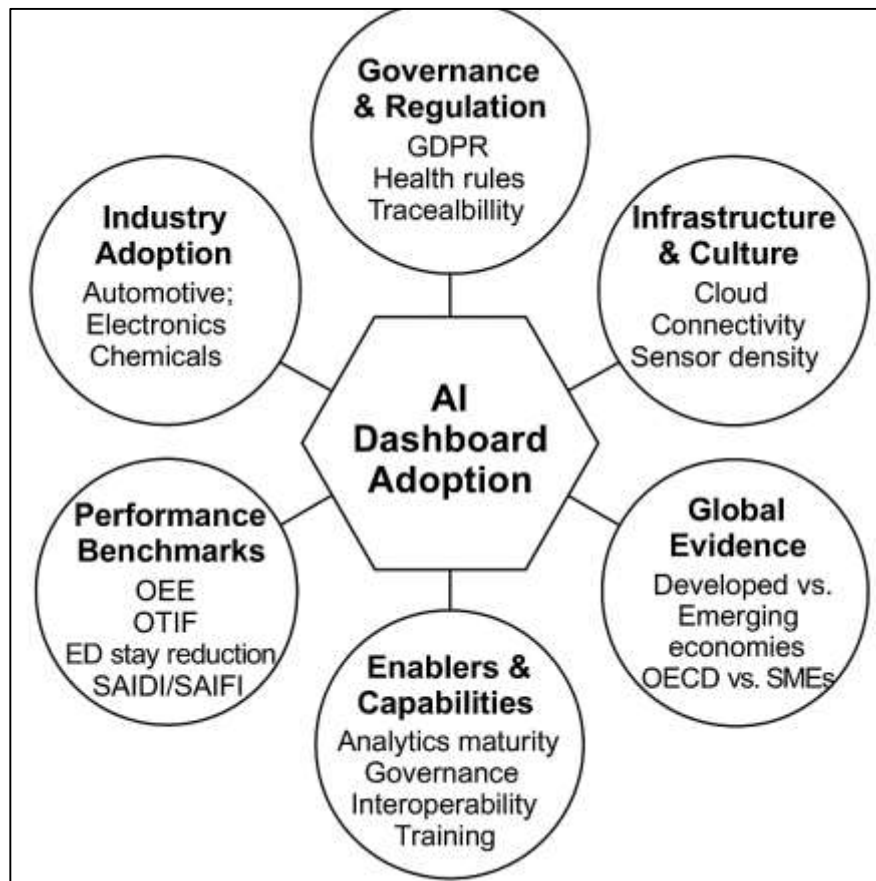 Governance
& Regulation
GDPR
Health rules
Tracealbillity
Industry
Adoption
Automotive;
Electronics
Chemicals
Infrastructure
& Culture
Cloud
Connectivity
Sensor density
AI
Dashboard
Adoption
Performance
Benchmarks
OEE
OTIF
ED stay reduction
SAIDI/SAIFI
Global
Evidence
Developed vs.
Emerging
economies
OECD vs. SMEs
Enablers &
Capabilities
Analytics maturity
Governance
Interoperability
Training